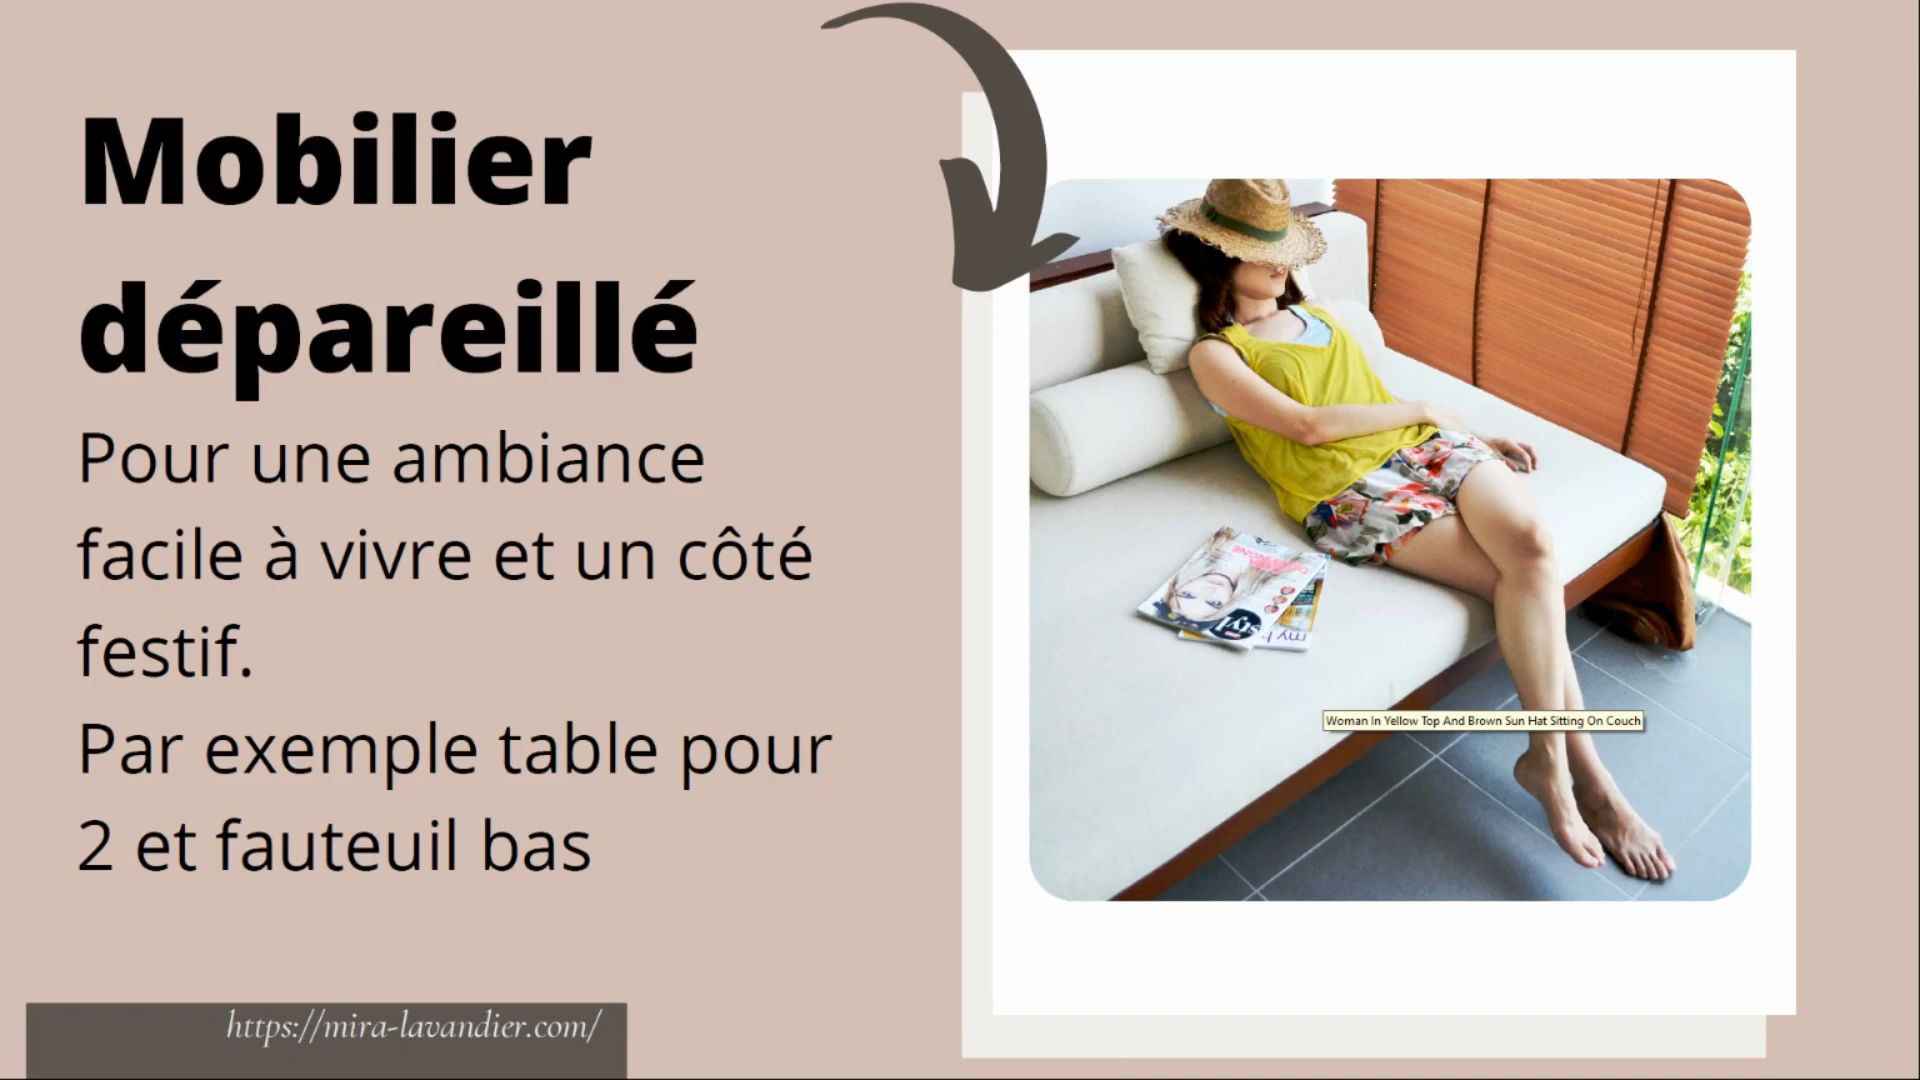 Mobilier
dépareillé
Pour une ambiance
facile à vivre et un côté
festif.
Par exemple table pour
2 et fauteuil bas
Woman In Yellow Top And Brown Sun Hat Sitting On Couch
https://mira-lavandier.com/